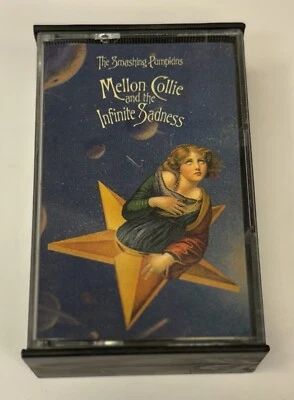 The Smashing Pumpkins
Mellon Collie
and the
Infinite Sadness